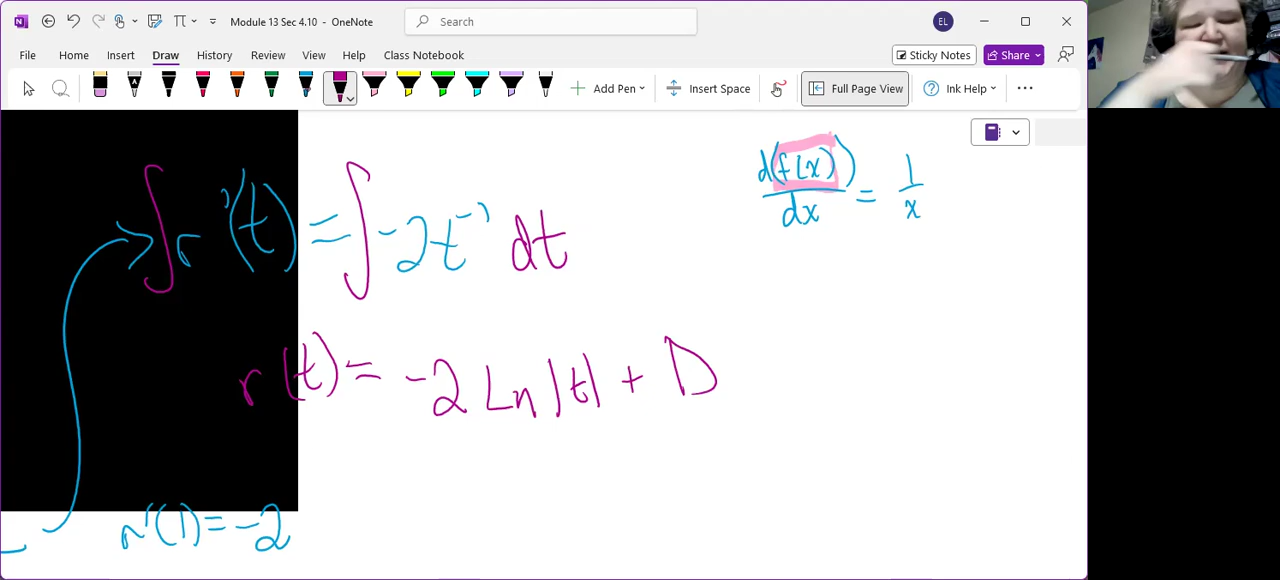 Module 13 Sec 4.10 - OneNote
Search
EL
File Home Insert Draw History Review View Help Class Notebook
Sticky Notes Share
Add Pen Insert Space Full Page View Ink Help
d(f(x))/dx = 1/x
∫ r'(t) = ∫ -2t⁻¹ dt
r(t) = -2 Ln|t| + D
r'(1) = -2